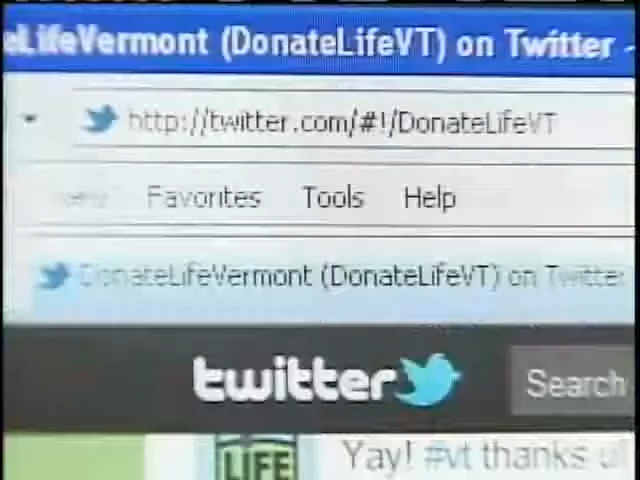 eLifeVermont (DonateLifeVT) on Twitter -
http://twitter.com/#!/DonateLifeVT
Favorites Tools Help
DonateLifeVermont (DonateLifeVT) on Twitter
twitter Search
LIFE
Yay! #vt thanks